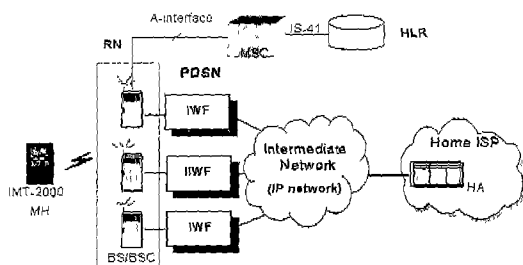 A-interface
IS-41
HLR
MSC
RN
PDSN
IWF
IWF
IWF
Intermediate
Network
(IP network)
Home ISP
HA
IMT-2000
MH
BS/BSC